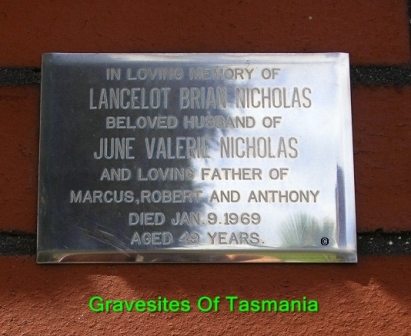 IN LOVING MEMORY OF
LANCELOT BRIAN NICHOLAS
BELOVED HUSBAND OF
JUNE VALERIE NICHOLAS
AND LOVING FATHER OF
MARCUS,ROBERT AND ANTHONY
DIED JAN.9.1969
AGED 49 YEARS.
Gravesites Of Tasmania